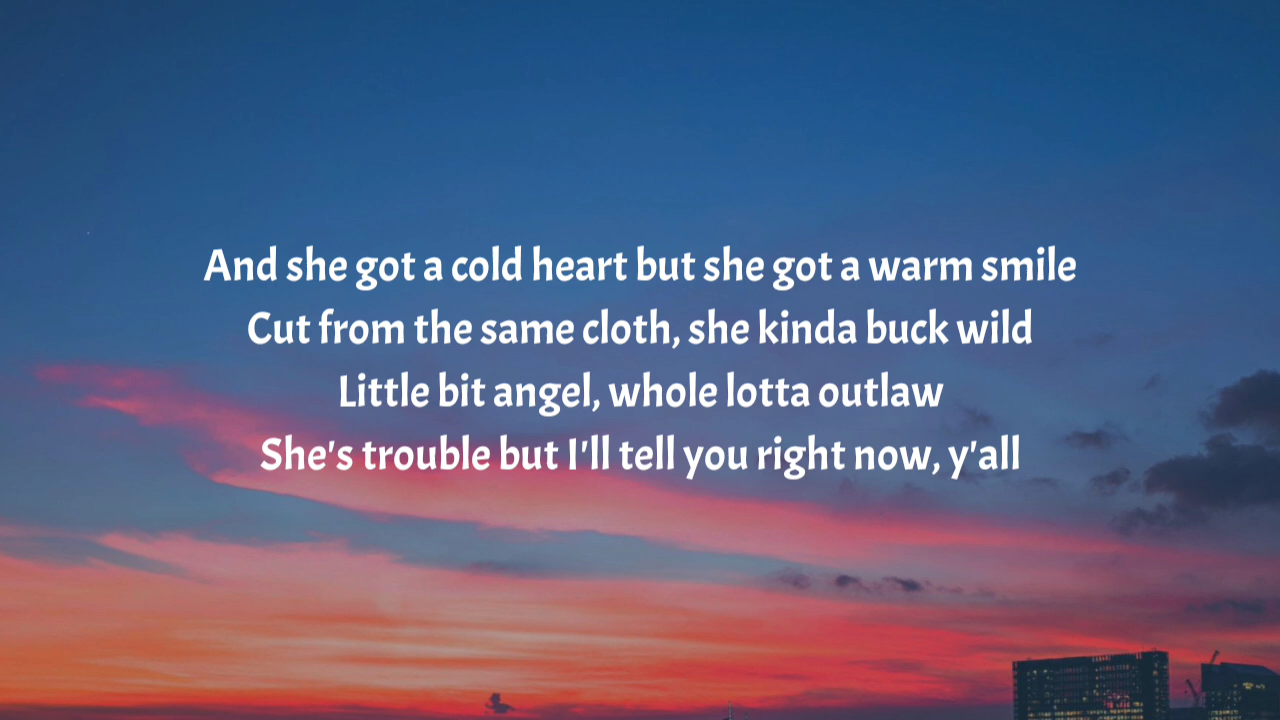 And she got a cold heart but she got a warm smile
Cut from the same cloth, she kinda buck wild
Little bit angel, whole lotta outlaw
She's trouble but I'll tell you right now, y'all